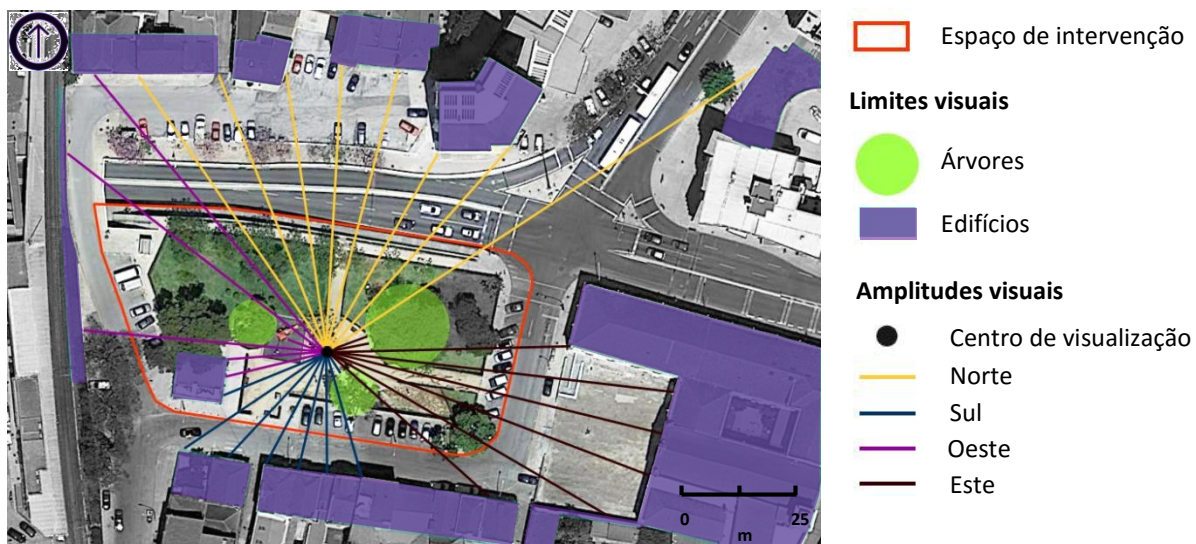 Espaço de intervenção
Limites visuais
Árvores
Edifícios
Amplitudes visuais
Centro de visualização
Norte
Sul
Oeste
Este
0 25
m